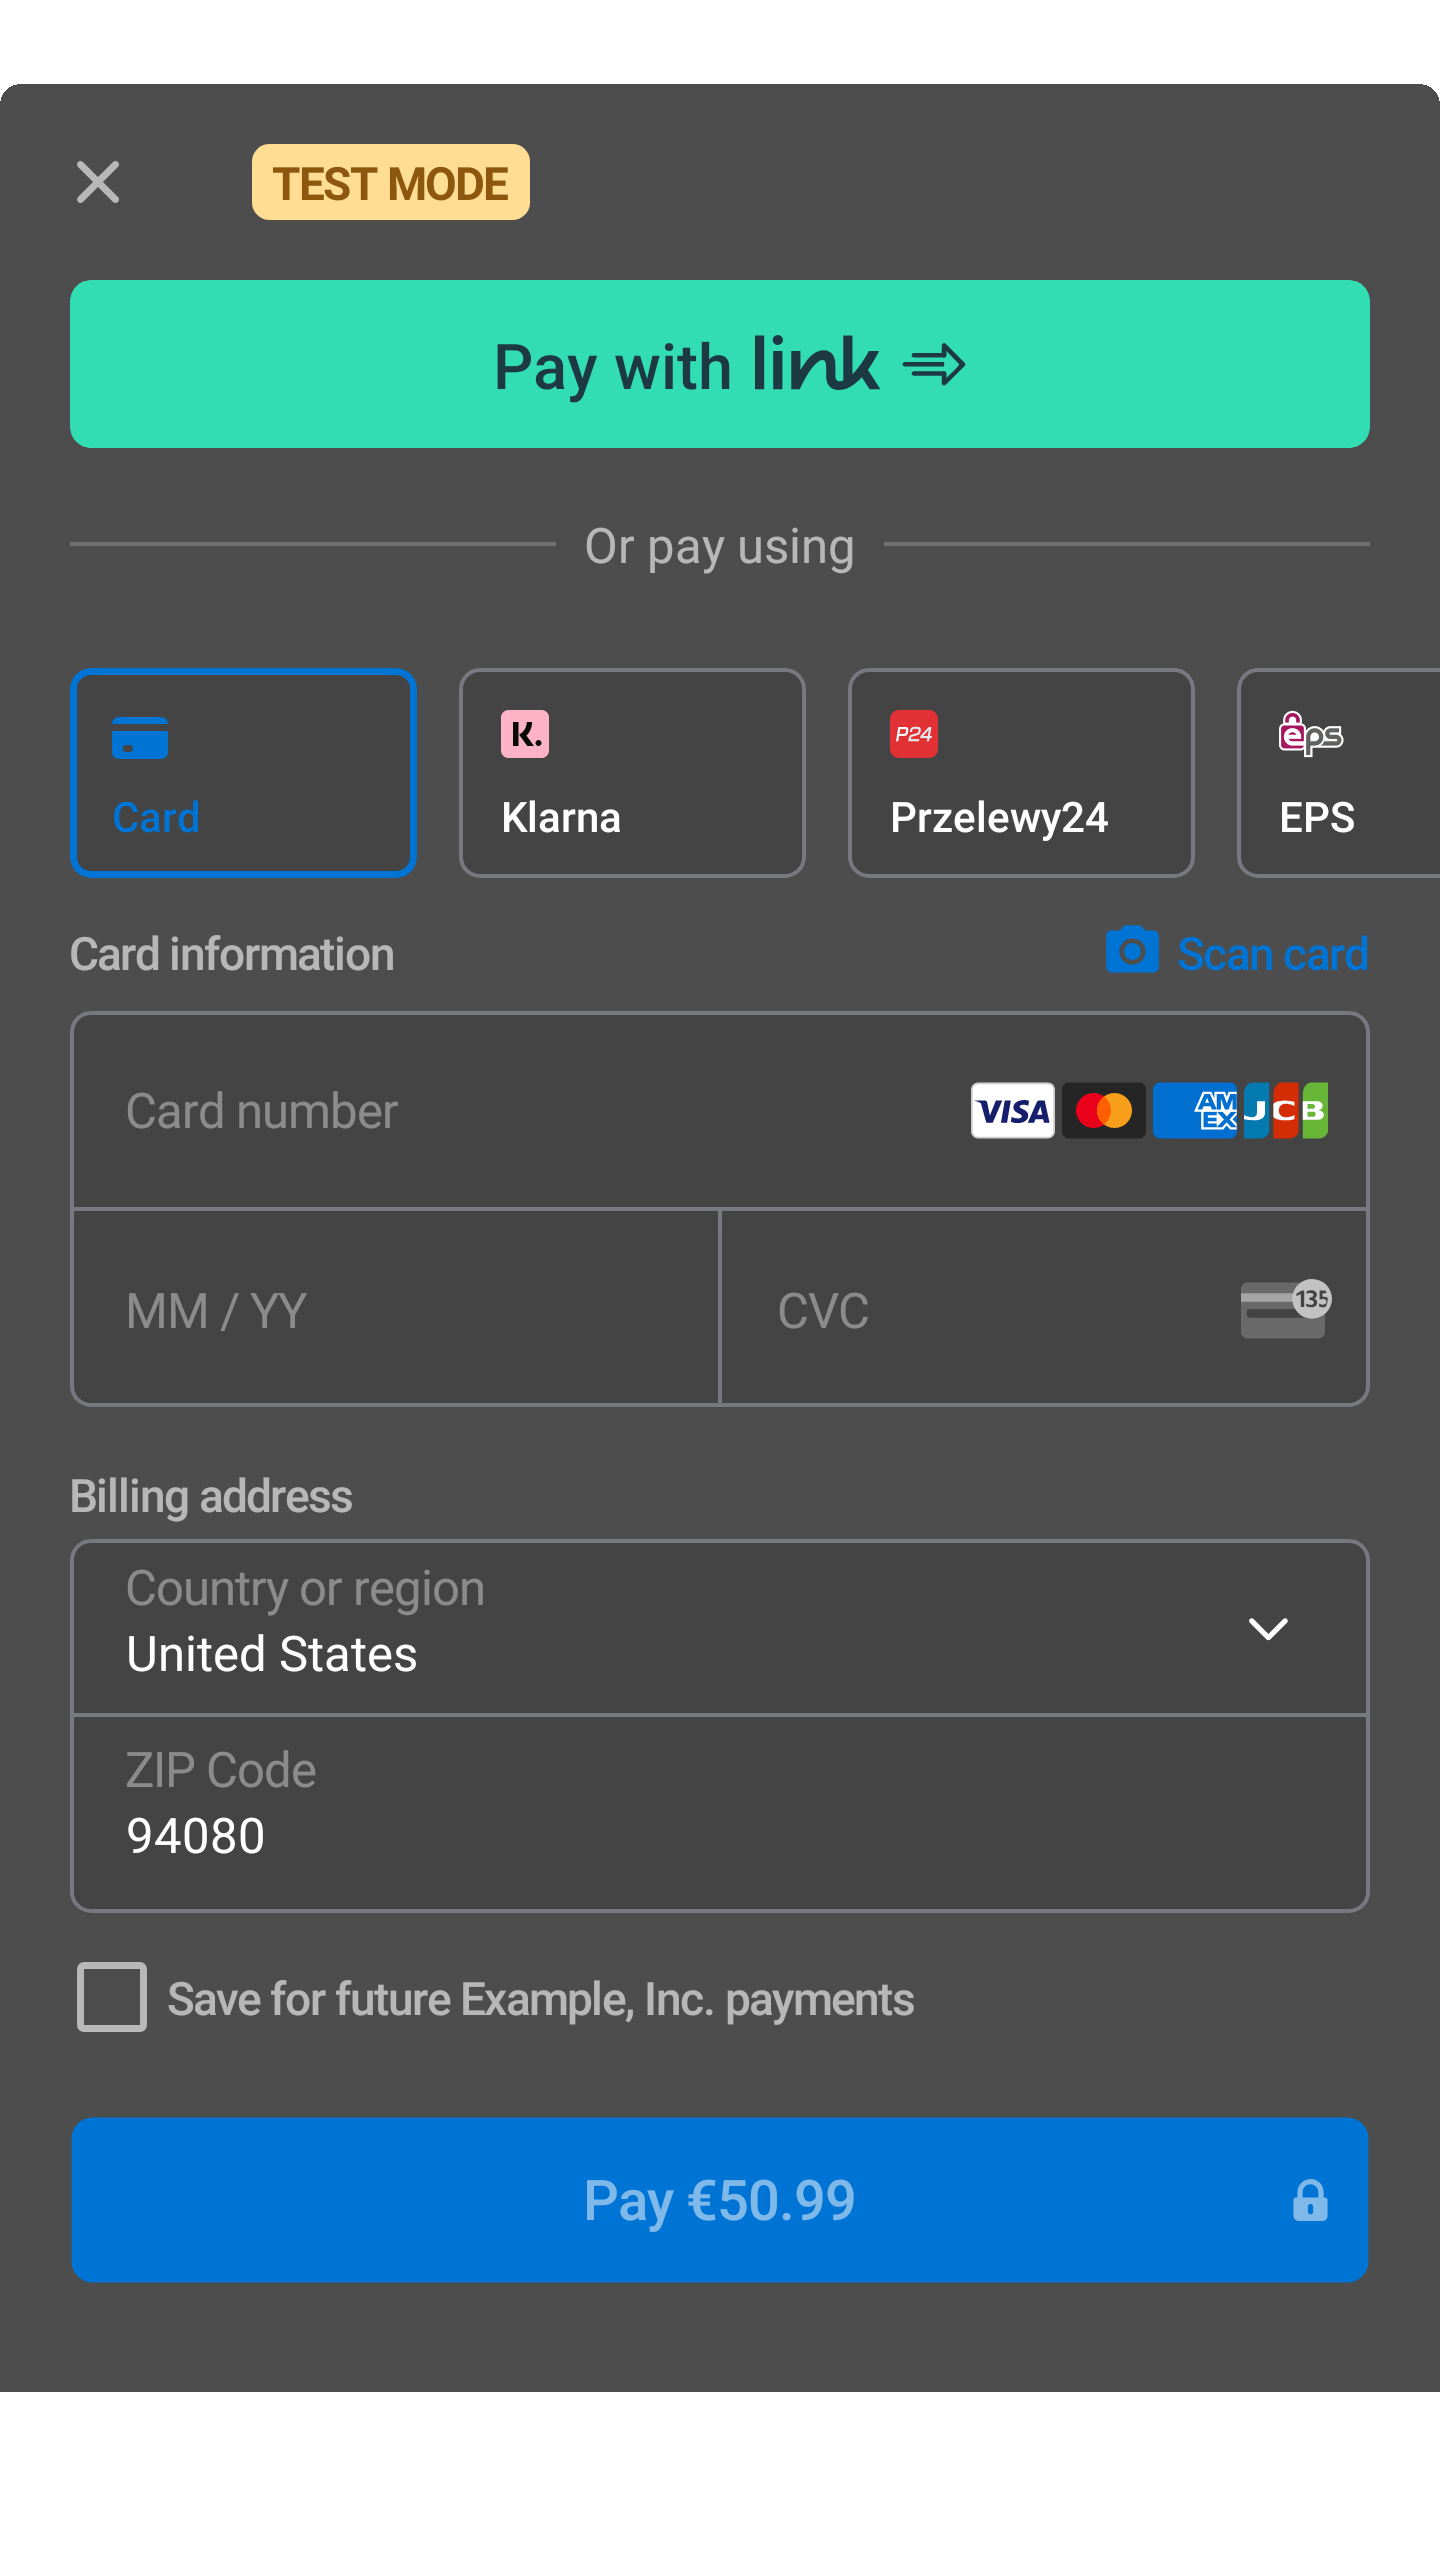 TEST MODE
Pay with link
Or pay using
K.
P24
eps
Card
Klarna
Przelewy24
EPS
Card information
Scan card
Card number
VISA
AM
EX
JCB
MM / YY
CVC
135
Billing address
Country or region
United States
ZIP Code
94080
Save for future Example, Inc. payments
Pay €50.99